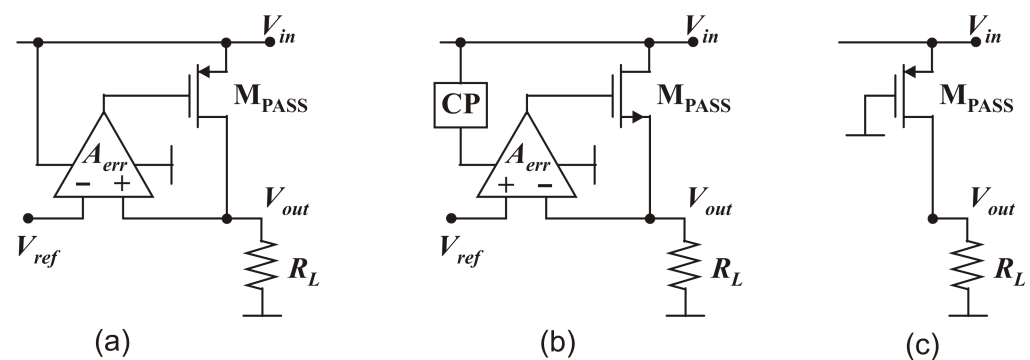 V_in
M_PASS
A_err
- +
V_ref
V_out
R_L
(a)
V_in
CP
M_PASS
A_err
+ -
V_ref
V_out
R_L
(b)
V_in
M_PASS
V_out
R_L
(c)